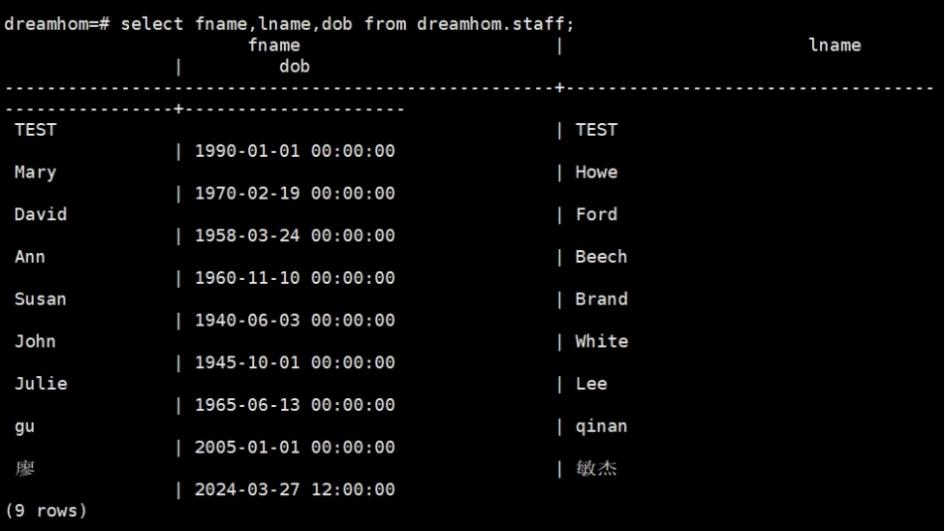 dreamhom=# select fname,lname,dob from dreamhom.staff;
fname | lname
| dob
-----------------------------------------------------+-----------------------------------
----------------+---------------------
TEST | TEST
| 1990-01-01 00:00:00
Mary | Howe
| 1970-02-19 00:00:00
David | Ford
| 1958-03-24 00:00:00
Ann | Beech
| 1960-11-10 00:00:00
Susan | Brand
| 1940-06-03 00:00:00
John | White
| 1945-10-01 00:00:00
Julie | Lee
| 1965-06-13 00:00:00
gu | qinan
| 2005-01-01 00:00:00
廖 | 敏杰
| 2024-03-27 12:00:00
(9 rows)